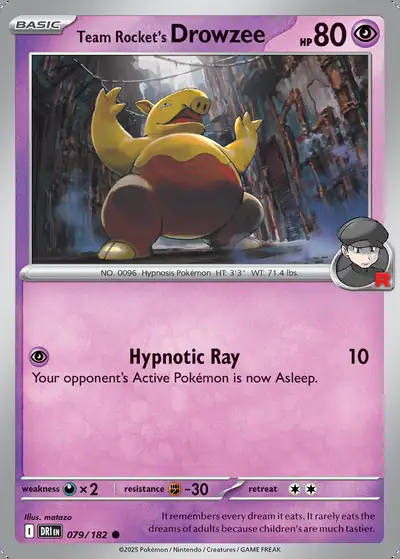 BASIC
Team Rocket's Drowzee
HP 80
NO. 0096 Hypnosis Pokémon HT: 3'3" WT: 71.4 lbs.
R
Hypnotic Ray 10
Your opponent's Active Pokémon is now Asleep.
weakness ×2 resistance -30 retreat
Illus. matazo
I DRI EN 079/182
It remembers every dream it eats. It rarely eats the
dreams of adults because children's are much tastier.
©2025 Pokémon / Nintendo / Creatures / GAME FREAK